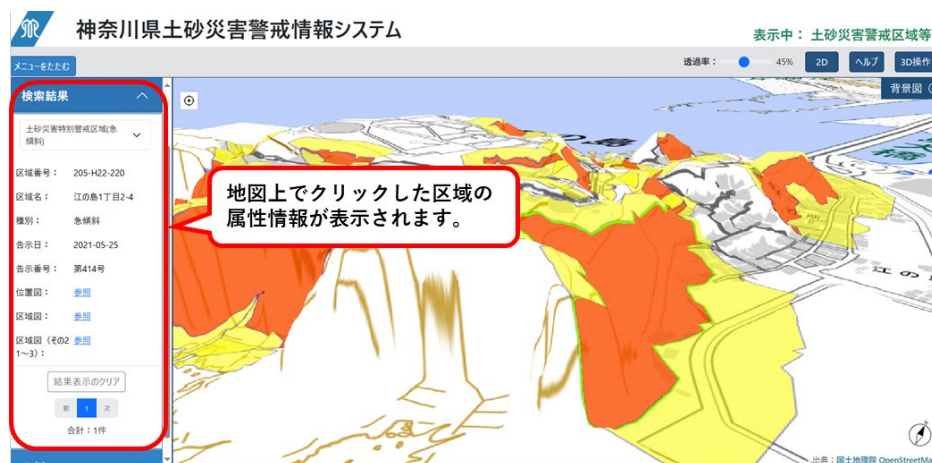 神奈川県土砂災害警戒情報システム
表示中： 土砂災害警戒区域等
メニューをたたむ
透過率：
45%
2D
ヘルプ
3D操作
検索結果
背景図
土砂災害特別警戒区域(急
傾斜)
区域番号： 205-H22-220
区域名： 江の島1丁目2-4
種別： 急傾斜
告示日： 2021-05-25
告示番号： 第414号
位置図： 参照
区域図： 参照
区域図（その2 参照
1～3）：
結果表示のクリア
前 1 次
合計：1件
地図上でクリックした区域の
属性情報が表示されます。
江の
出典：国土地理院 OpenStreetMa